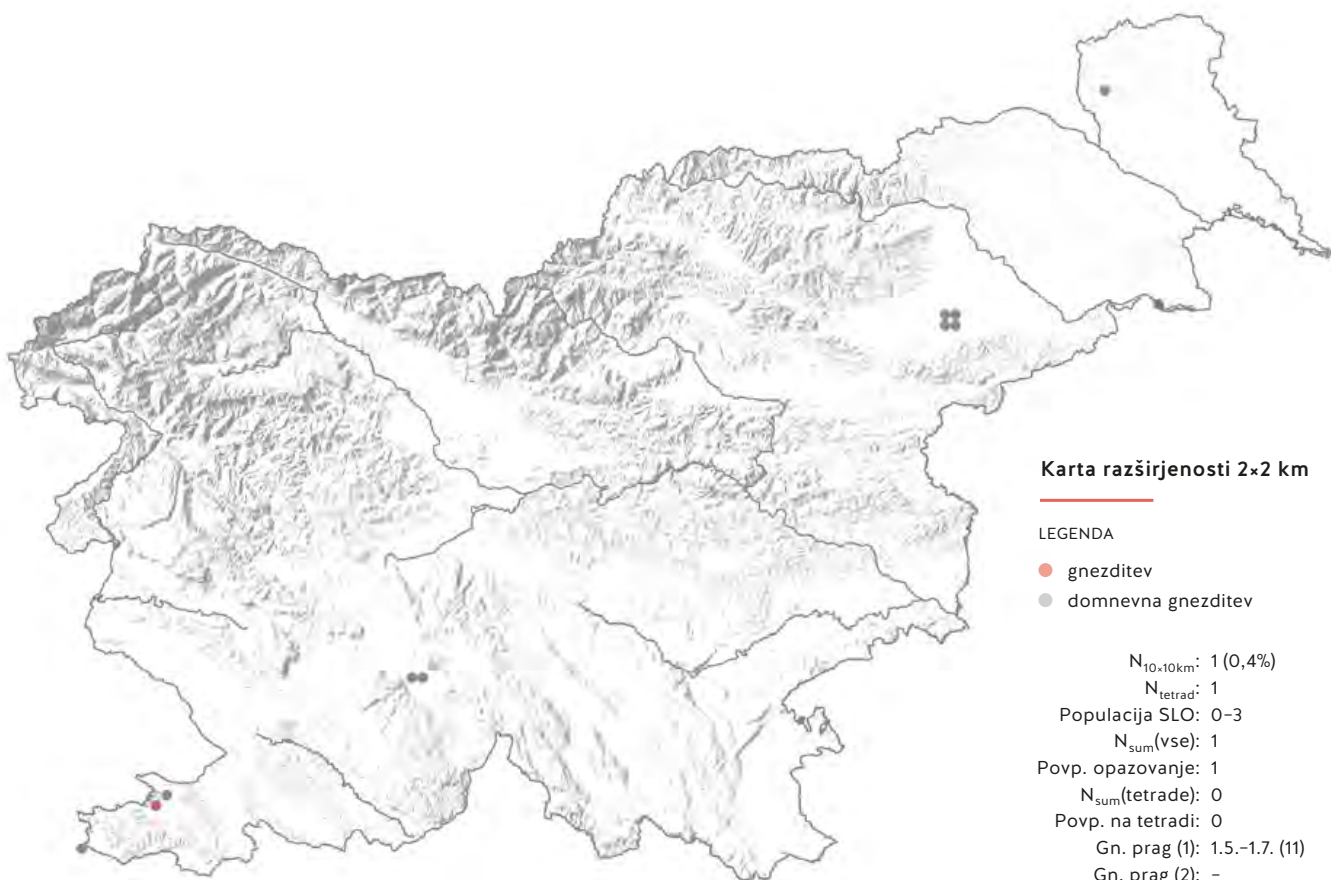 Karta razširjenosti 2×2 km
LEGENDA
gnezditev
domnevna gnezditev
N10×10km: 1 (0,4%)
Ntetrad: 1
Populacija SLO: 0–3
Nsum(vse): 1
Povp. opazovanje: 1
Nsum(tetrade): 0
Povp. na tetradi: 0
Gn. prag (1): 1.5.–1.7. (11)
Gn. prag (2): –